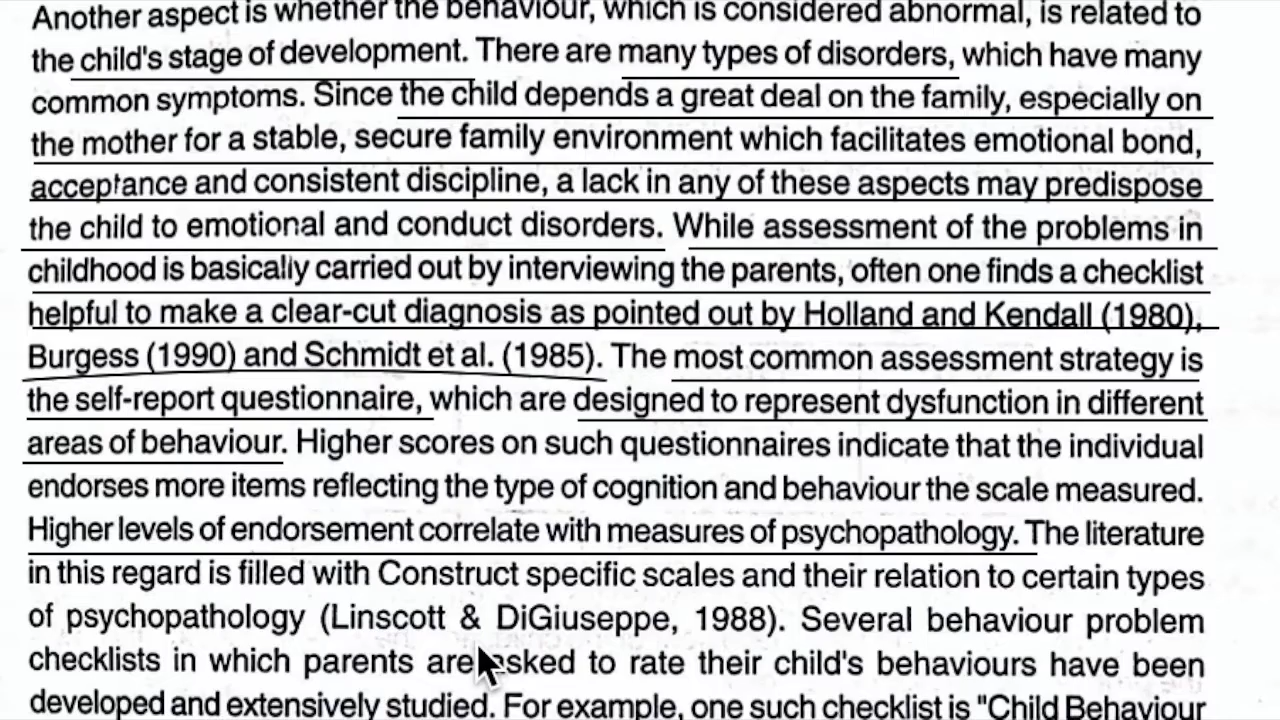 Another aspect is whether the behaviour, which is considered abnormal, is related to
the child's stage of development. There are many types of disorders, which have many
common symptoms. Since the child depends a great deal on the family, especially on
the mother for a stable, secure family environment which facilitates emotional bond,
acceptance and consistent discipline, a lack in any of these aspects may predispose
the child to emotional and conduct disorders. While assessment of the problems in
childhood is basically carried out by interviewing the parents, often one finds a checklist
helpful to make a clear-cut diagnosis as pointed out by Holland and Kendall (1980),
Burgess (1990) and Schmidt et al. (1985). The most common assessment strategy is
the self-report questionnaire, which are designed to represent dysfunction in different
areas of behaviour. Higher scores on such questionnaires indicate that the individual
endorses more items reflecting the type of cognition and behaviour the scale measured.
Higher levels of endorsement correlate with measures of psychopathology. The literature
in this regard is filled with Construct specific scales and their relation to certain types
of psychopathology (Linscott & DiGiuseppe, 1988). Several behaviour problem
checklists in which parents are asked to rate their child's behaviours have been
developed and extensively studied. For example, one such checklist is "Child Behaviour